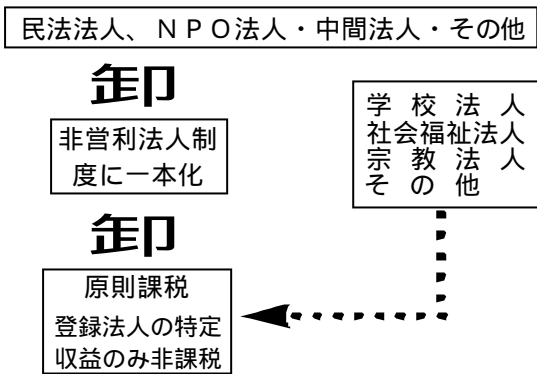 民法法人、ＮＰＯ法人・中間法人・その他
卸
非営利法人制
度に一本化
学校法人
社会福祉法人
宗教法人
その他
卸
原則課税
登録法人の特定
収益のみ非課税